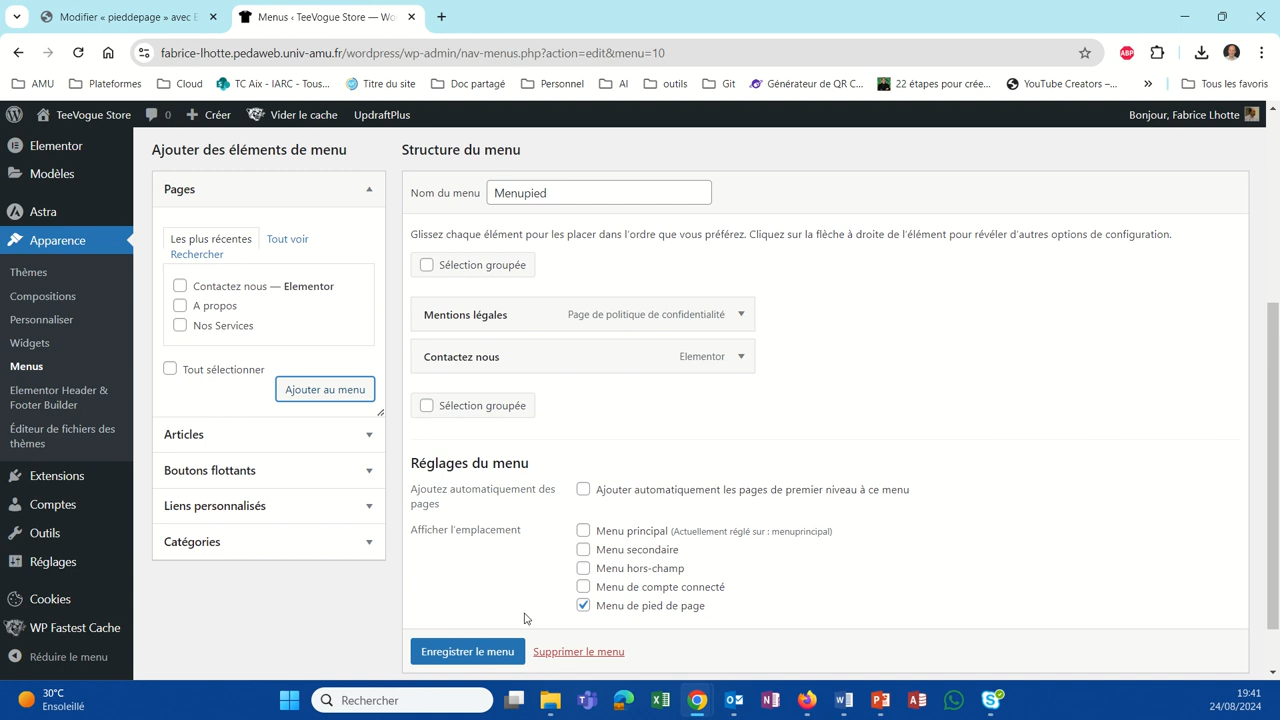 Modifier « pieddepage » avec E
Menus ‹ TeeVogue Store — Wo
fabrice-lhotte.pedaweb.univ-amu.fr/wordpress/wp-admin/nav-menus.php?action=edit&menu=10
ABP
AMU
Plateformes
Cloud
TC Aix - IARC - Tous...
Titre du site
Doc partagé
Personnel
AI
outils
Git
Générateur de QR C...
22 étapes pour crée...
YouTube Creators –...
»
Tous les favoris
TeeVogue Store
0
Créer
Vider le cache
UpdraftPlus
Bonjour, Fabrice Lhotte
Elementor
Modèles
Astra
Apparence
Thèmes
Compositions
Personnaliser
Widgets
Menus
Elementor Header &
Footer Builder
Éditeur de fichiers des
thèmes
Extensions
Comptes
Outils
Réglages
Cookies
WP Fastest Cache
Réduire le menu
Ajouter des éléments de menu
Pages
Les plus récentes
Tout voir
Rechercher
Contactez nous — Elementor
A propos
Nos Services
Tout sélectionner
Ajouter au menu
Articles
Boutons flottants
Liens personnalisés
Catégories
Structure du menu
Nom du menu
Menupied
Glissez chaque élément pour les placer dans l'ordre que vous préférez. Cliquez sur la flèche à droite de l'élément pour révéler d'autres options de configuration.
Sélection groupée
Mentions légales
Page de politique de confidentialité
Contactez nous
Elementor
Sélection groupée
Réglages du menu
Ajoutez automatiquement des
pages
Ajouter automatiquement les pages de premier niveau à ce menu
Afficher l'emplacement
Menu principal (Actuellement réglé sur : menuprincipal)
Menu secondaire
Menu hors-champ
Menu de compte connecté
Menu de pied de page
Enregistrer le menu
Supprimer le menu
30°C
Ensoleillé
Rechercher
19:41
24/08/2024